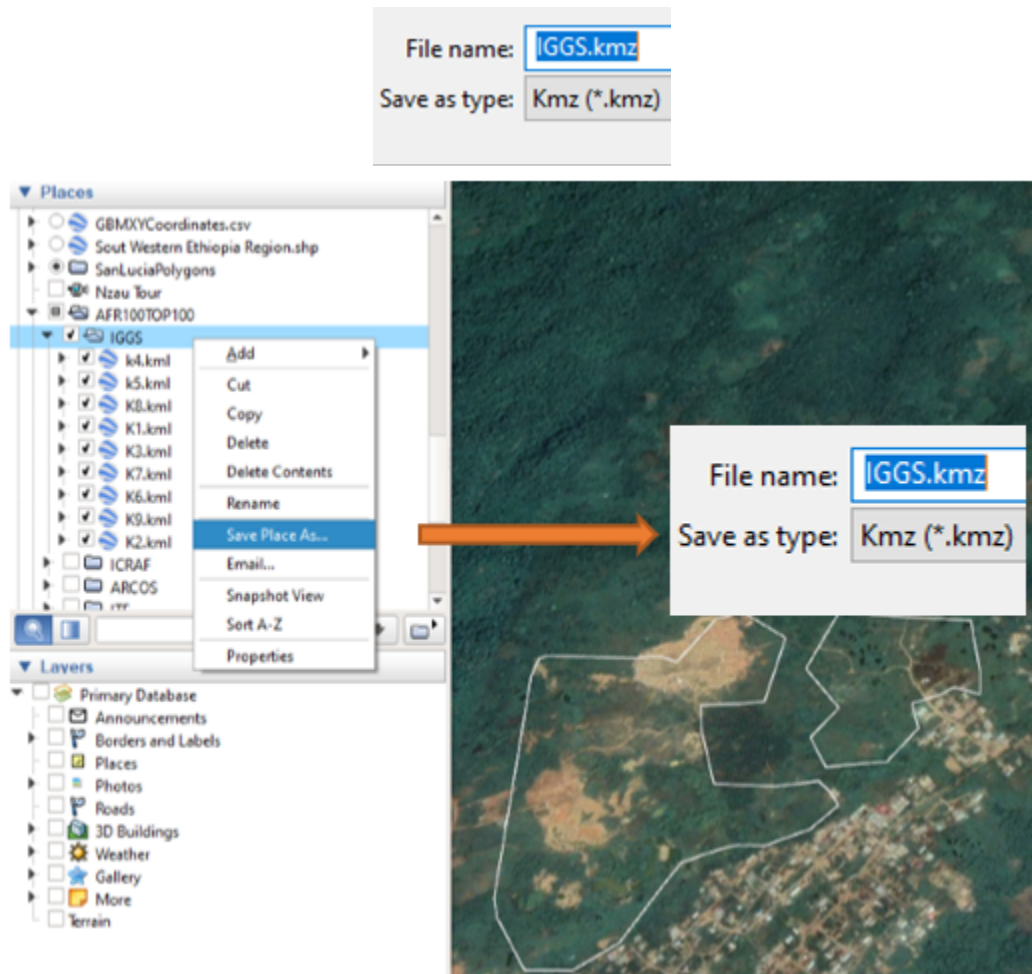 File name: IGGS.kmz
Save as type: Kmz (*.kmz)
Places
GBMXYCoordinates.csv
Sout Western Ethiopia Region.shp
SanLuciaPolygons
Nzau Tour
AFR100TOP100
IGGS
k4.kml
k5.kml
K8.kml
K1.kml
K3.kml
K7.kml
K6.kml
K9.kml
K2.kml
ICRAF
ARCOS
Add
Cut
Copy
Delete
Delete Contents
Rename
Save Place As...
Email...
Snapshot View
Sort A-Z
Properties
File name: IGGS.kmz
Save as type: Kmz (*.kmz)
Layers
Primary Database
Announcements
Borders and Labels
Places
Photos
Roads
3D Buildings
Weather
Gallery
More
Terrain